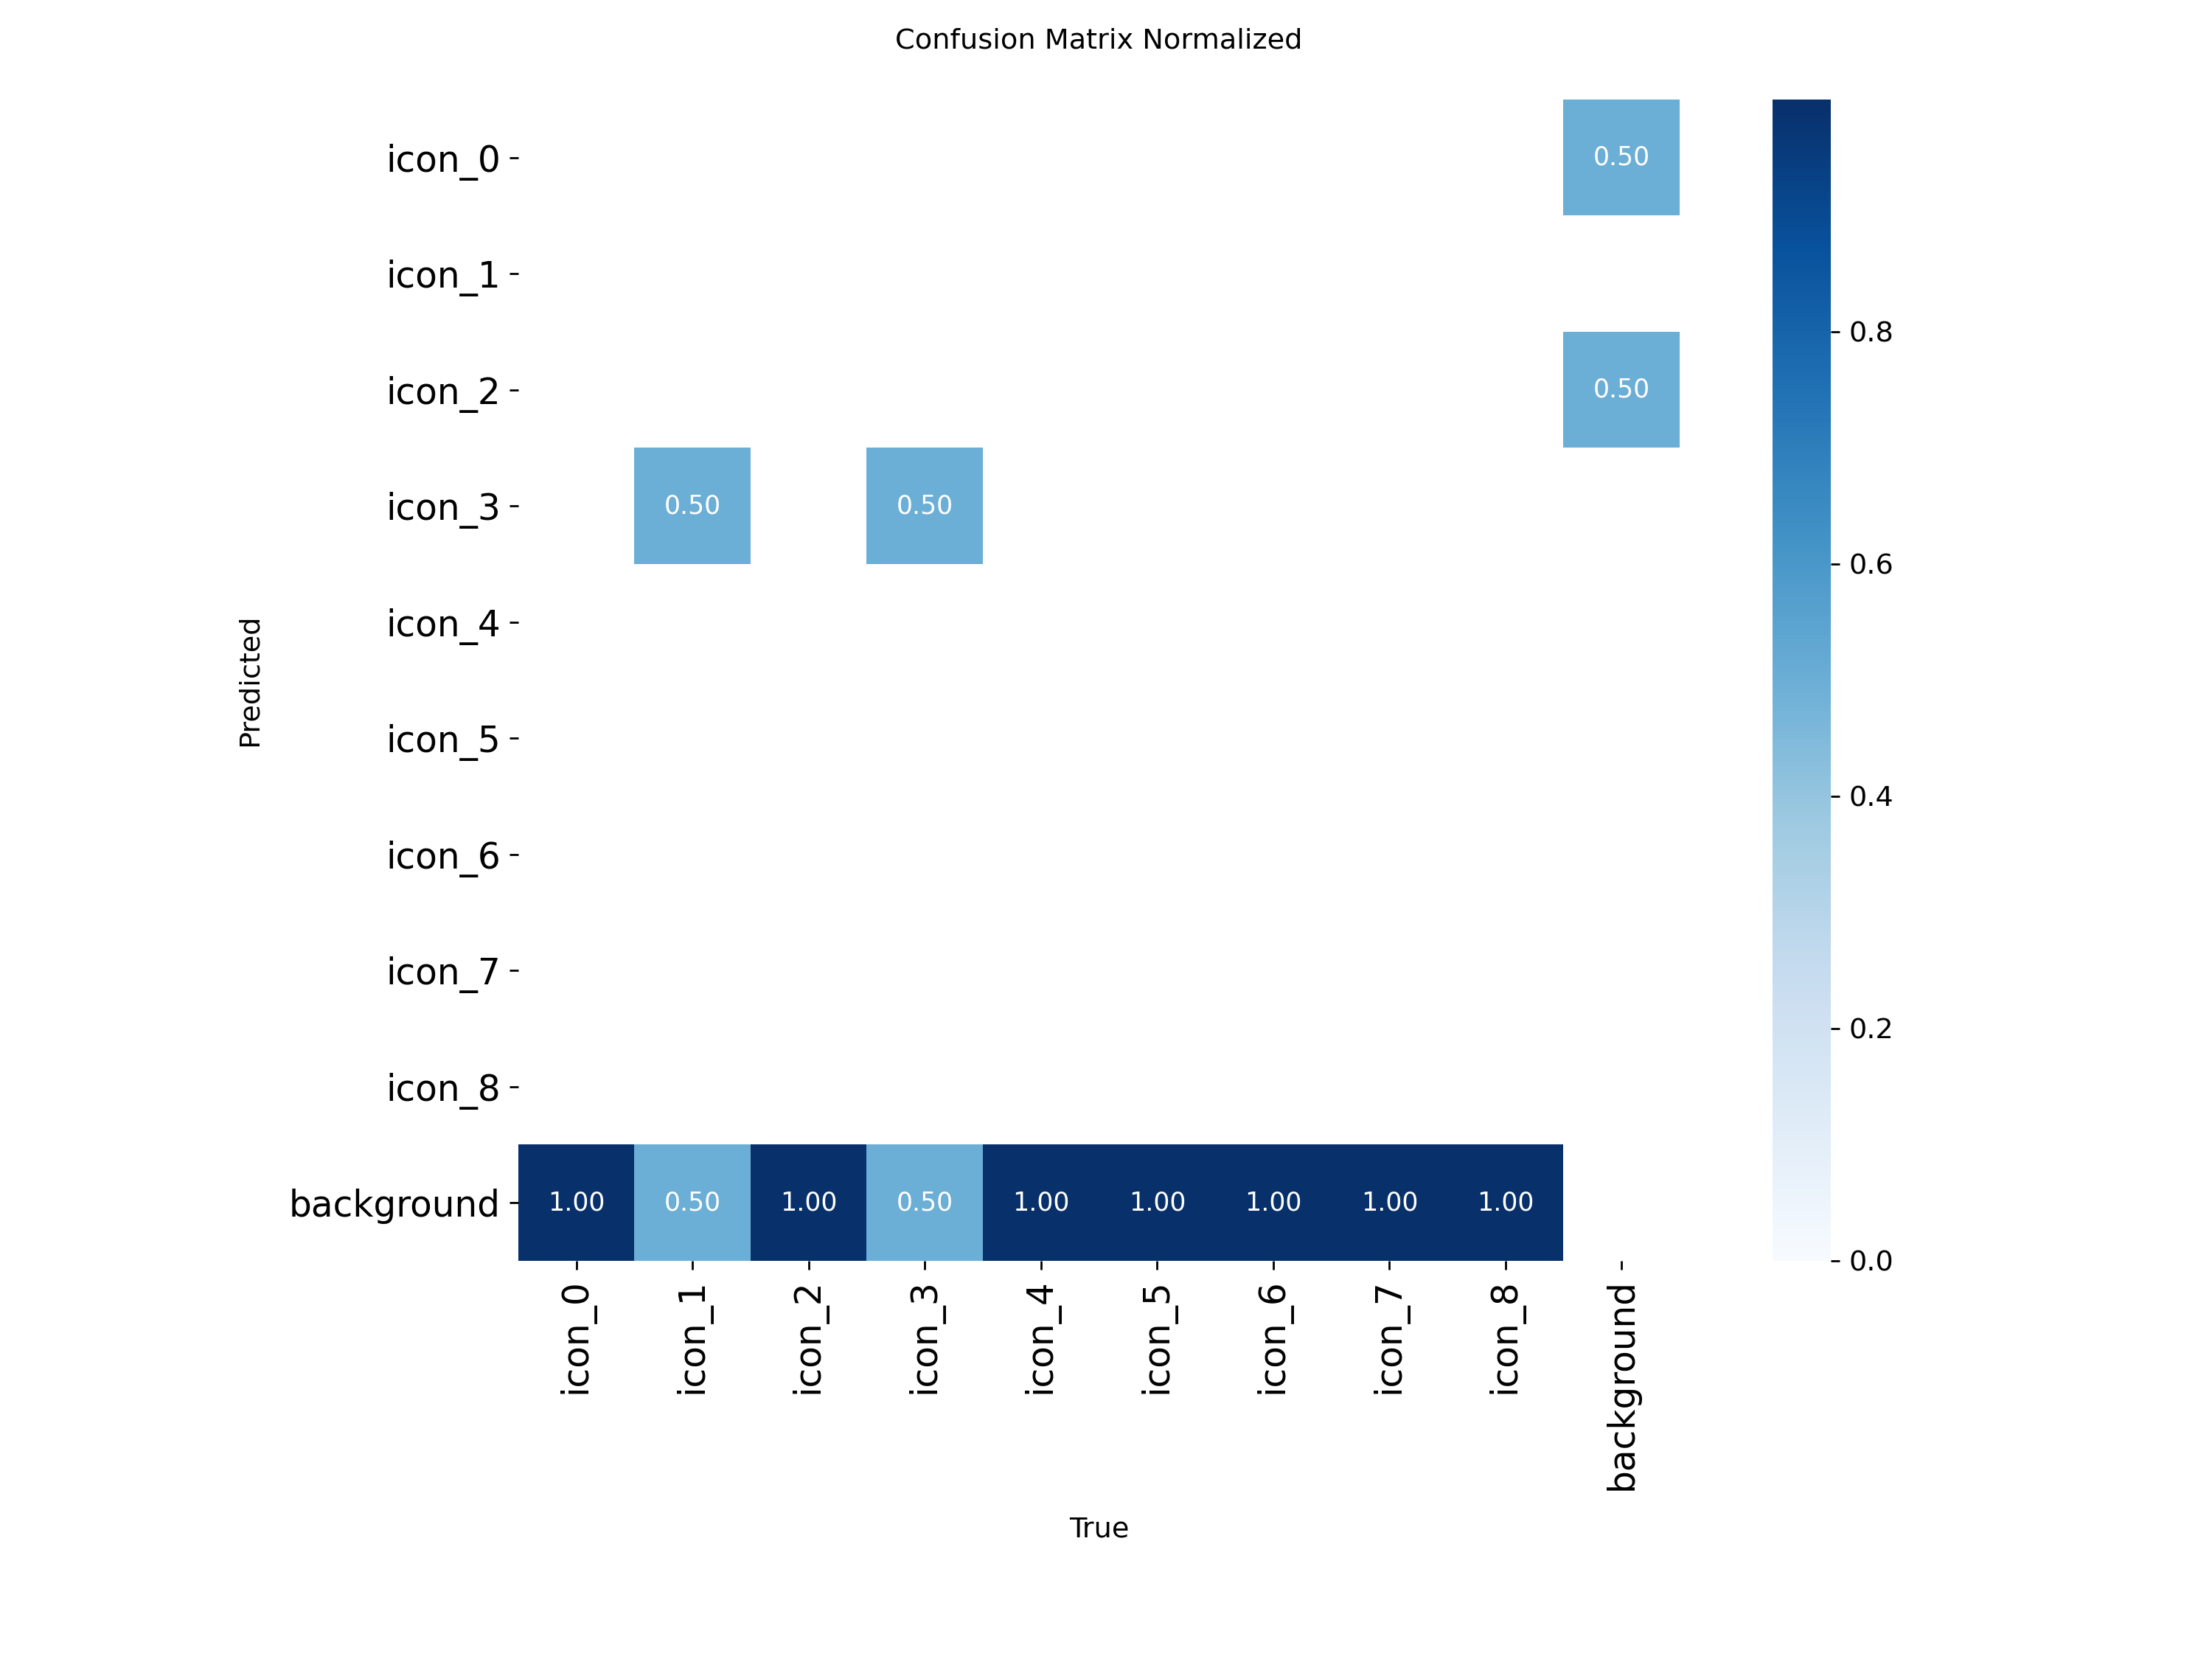 Confusion Matrix Normalized
icon_0
0.50
icon_1
icon_2
0.50
0.8
icon_3
0.50 0.50
0.6
icon_4
Predicted
icon_5
0.4
icon_6
icon_7
0.2
icon_8
background
1.00 0.50 1.00 0.50 1.00 1.00 1.00 1.00 1.00
0.0
icon_0 icon_1 icon_2 icon_3 icon_4 icon_5 icon_6 icon_7 icon_8 background
True